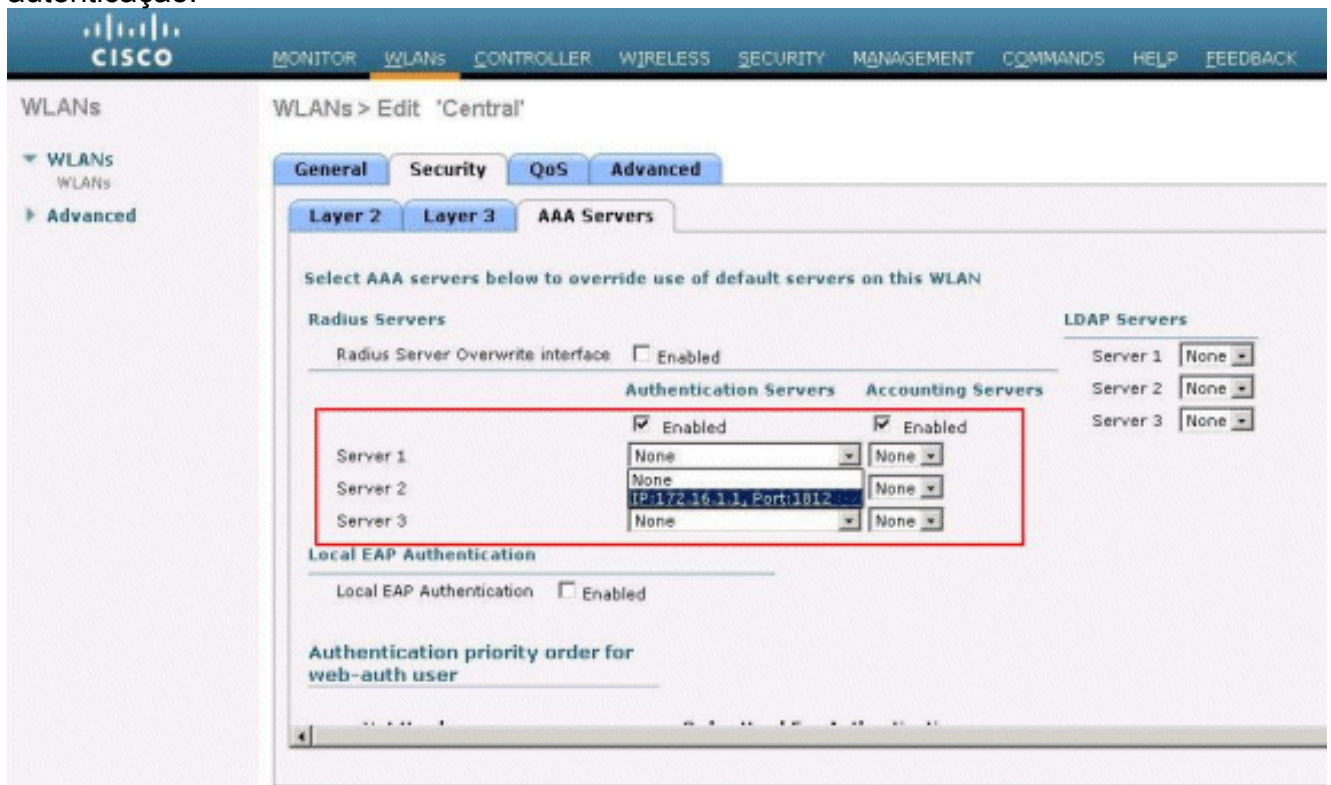 autenticação.
CISCO
MONITOR WLANs CONTROLLER WIRELESS SECURITY MANAGEMENT COMMANDS HELP FEEDBACK
WLANs
WLANs > Edit 'Central'
WLANs
WLANs
Advanced
General Security QoS Advanced
Layer 2 Layer 3 AAA Servers
Select AAA servers below to override use of default servers on this WLAN
Radius Servers
LDAP Servers
Radius Server Overwrite interface Enabled
Server 1 None
Authentication Servers Accounting Servers
Server 2 None
Enabled Enabled
Server 3 None
Server 1 None None
None
Server 2 IP:172.16.1.1, Port:1812 None
Server 3 None None
Local EAP Authentication
Local EAP Authentication Enabled
Authentication priority order for
web-auth user